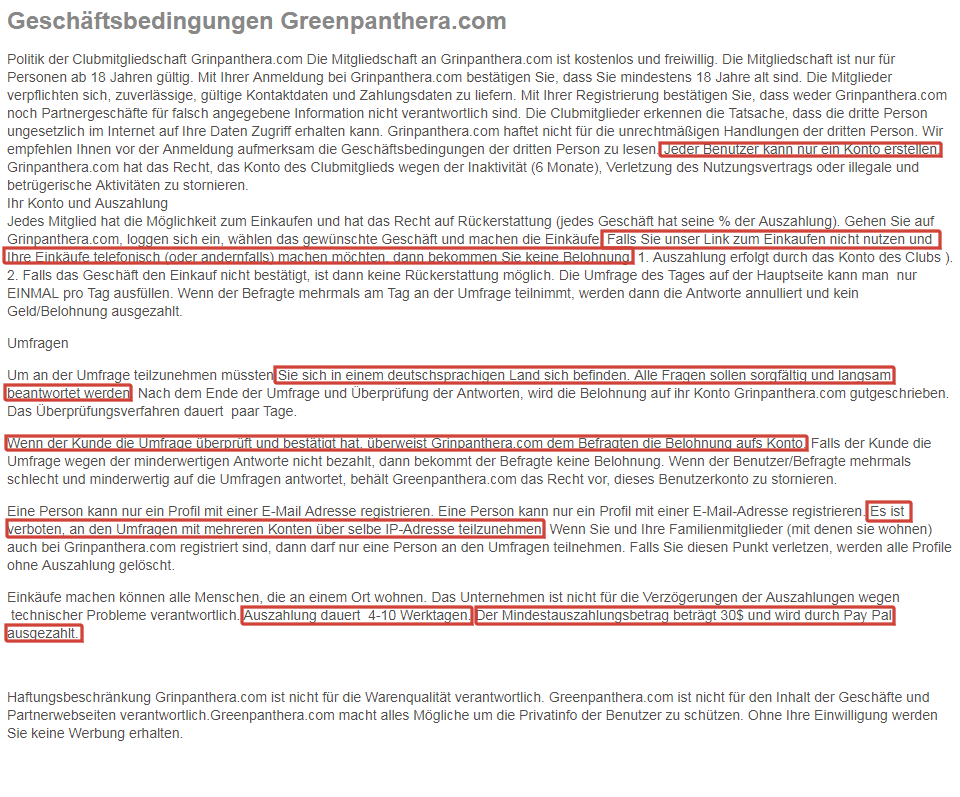 Geschäftsbedingungen Greenpanthera.com
Politik der Clubmitgliedschaft Grinpanthera.com Die Mitgliedschaft an Grinpanthera.com ist kostenlos und freiwillig. Die Mitgliedschaft ist nur für
Personen ab 18 Jahren gültig. Mit Ihrer Anmeldung bei Grinpanthera.com bestätigen Sie, dass Sie mindestens 18 Jahre alt sind. Die Mitglieder
verpflichten sich, zuverlässige, gültige Kontaktdaten und Zahlungsdaten zu liefern. Mit Ihrer Registrierung bestätigen Sie, dass weder Grinpanthera.com
noch Partnergeschäfte für falsch angegebene Information nicht verantwortlich sind. Die Clubmitglieder erkennen die Tatsache, dass die dritte Person
ungesetzlich im Internet auf Ihre Daten Zugriff erhalten kann. Grinpanthera.com haftet nicht für die unrechtmäßigen Handlungen der dritten Person. Wir
empfehlen Ihnen vor der Anmeldung aufmerksam die Geschäftsbedingungen der dritten Person zu lesen. Jeder Benutzer kann nur ein Konto erstellen.
Grinpanthera.com hat das Recht, das Konto des Clubmitglieds wegen der Inaktivität (6 Monate), Verletzung des Nutzungsvertrags oder illegale und
betrügerische Aktivitäten zu stornieren.
Ihr Konto und Auszahlung
Jedes Mitglied hat die Möglichkeit zum Einkaufen und hat das Recht auf Rückerstattung (jedes Geschäft hat seine % der Auszahlung). Gehen Sie auf
Grinpanthera.com, loggen sich ein, wählen das gewünschte Geschäft und machen die Einkäufe. Falls Sie unser Link zum Einkaufen nicht nutzen und
Ihre Einkäufe telefonisch (oder andernfalls) machen möchten, dann bekommen Sie keine Belohnung. 1. Auszahlung erfolgt durch das Konto des Clubs ).
2. Falls das Geschäft den Einkauf nicht bestätigt, ist dann keine Rückerstattung möglich. Die Umfrage des Tages auf der Hauptseite kann man nur
EINMAL pro Tag ausfüllen. Wenn der Befragte mehrmals am Tag an der Umfrage teilnimmt, werden dann die Antworte annulliert und kein
Geld/Belohnung ausgezahlt.
Umfragen
Um an der Umfrage teilzunehmen müssten Sie sich in einem deutschsprachigen Land sich befinden. Alle Fragen sollen sorgfältig und langsam
beantwortet werden. Nach dem Ende der Umfrage und Überprüfung der Antworten, wird die Belohnung auf ihr Konto Grinpanthera.com gutgeschrieben.
Das Überprüfungsverfahren dauert paar Tage.
Wenn der Kunde die Umfrage überprüft und bestätigt hat, überweist Grinpanthera.com dem Befragten die Belohnung aufs Konto. Falls der Kunde die
Umfrage wegen der minderwertigen Antworte nicht bezahlt, dann bekommt der Befragte keine Belohnung. Wenn der Benutzer/Befragte mehrmals
schlecht und minderwertig auf die Umfragen antwortet, behält Greenpanthera.com das Recht vor, dieses Benutzerkonto zu stornieren.
Eine Person kann nur ein Profil mit einer E-Mail Adresse registrieren. Eine Person kann nur ein Profil mit einer E-Mail-Adresse registrieren. Es ist
verboten, an den Umfragen mit mehreren Konten über selbe IP-Adresse teilzunehmen. Wenn Sie und Ihre Familienmitglieder (mit denen sie wohnen)
auch bei Grinpanthera.com registriert sind, dann darf nur eine Person an den Umfragen teilnehmen. Falls Sie diesen Punkt verletzen, werden alle Profile
ohne Auszahlung gelöscht.
Einkäufe machen können alle Menschen, die an einem Ort wohnen. Das Unternehmen ist nicht für die Verzögerungen der Auszahlungen wegen
technischer Probleme verantwortlich. Auszahlung dauert 4-10 Werktagen. Der Mindestauszahlungsbetrag beträgt 30$ und wird durch Pay Pal
ausgezahlt.
Haftungsbeschränkung Grinpanthera.com ist nicht für die Warenqualität verantwortlich. Greenpanthera.com ist nicht für den Inhalt der Geschäfte und
Partnerwebseiten verantwortlich.Greenpanthera.com macht alles Mögliche um die Privatinfo der Benutzer zu schützen. Ohne Ihre Einwilligung werden
Sie keine Werbung erhalten.